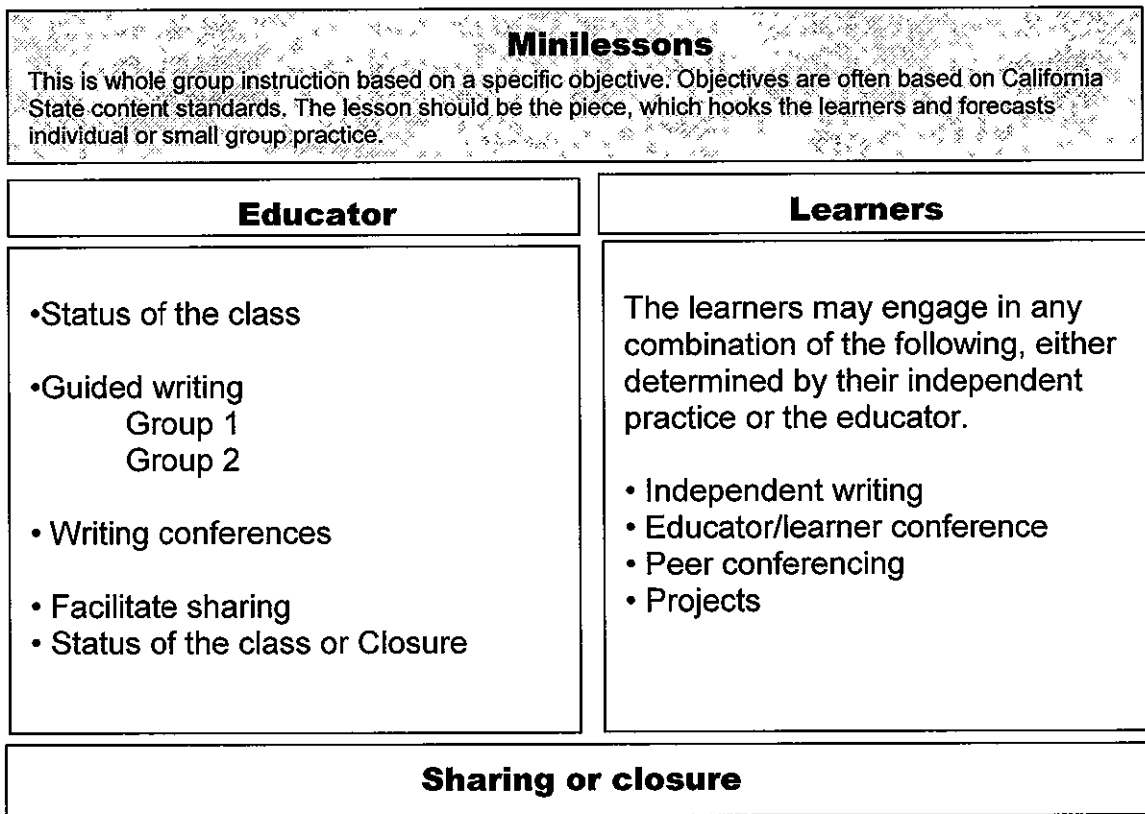 Minilessons
This is whole group instruction based on a specific objective. Objectives are often based on California
State content standards. The lesson should be the piece, which hooks the learners and forecasts
individual or small group practice.
Educator
•Status of the class
•Guided writing
Group 1
Group 2
• Writing conferences
• Facilitate sharing
• Status of the class or Closure
Learners
The learners may engage in any
combination of the following, either
determined by their independent
practice or the educator.
• Independent writing
• Educator/learner conference
• Peer conferencing
• Projects
Sharing or closure